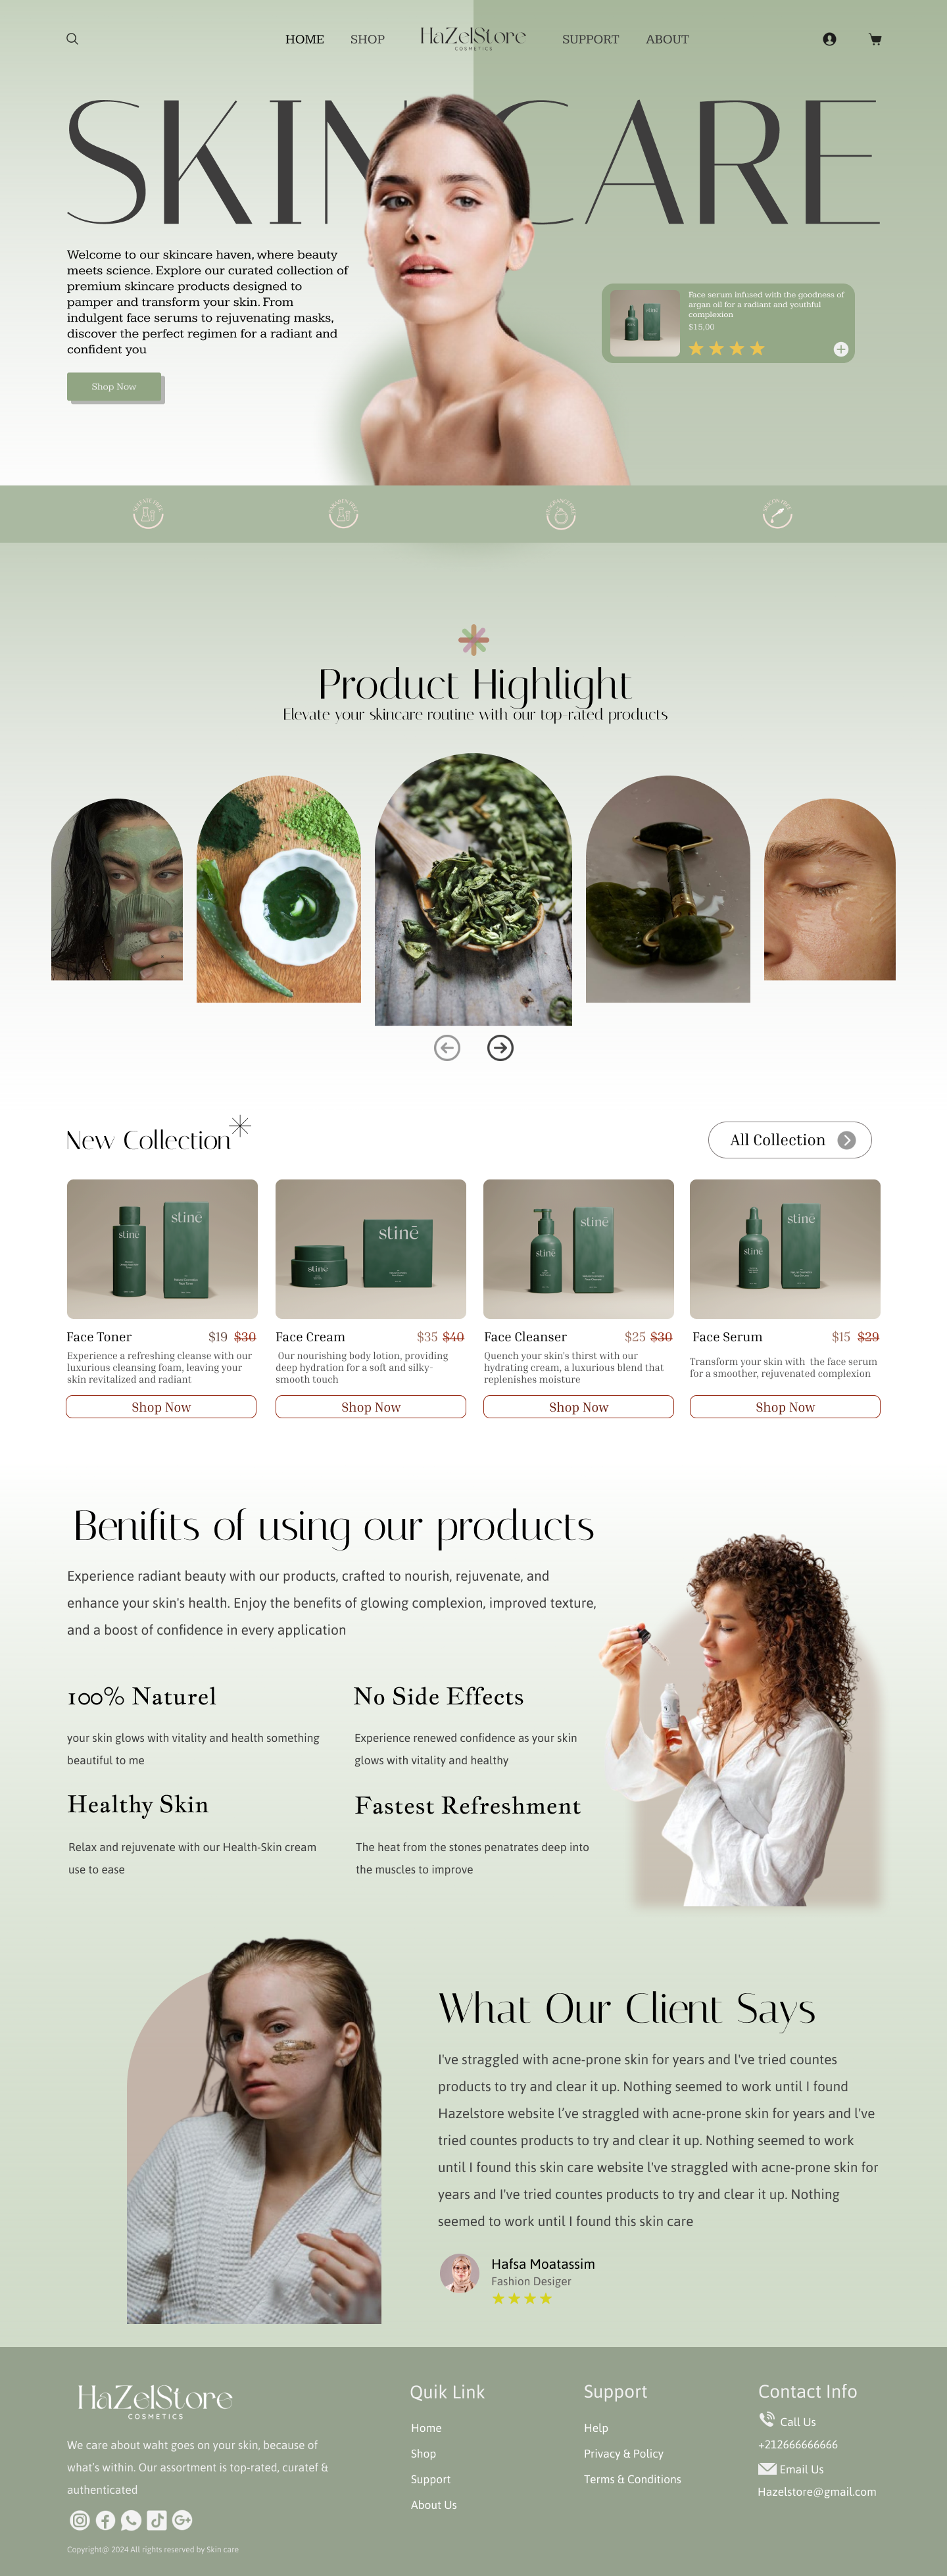 HOME SHOP HaZelStore SUPPORT ABOUT
COSMETICS
SKIN CARE
Welcome to our skincare haven, where beauty
meets science. Explore our curated collection of
premium skincare products designed to
pamper and transform your skin. From
indulgent face serums to rejuvenating masks,
discover the perfect regimen for a radiant and
confident you
Shop Now
Face serum infused with the goodness of
argan oil for a radiant and youthful
complexion
$15,00
Product Highlight
Elevate your skincare routine with our top-rated products
New Collection
All Collection
stinē
stinē
stinē
stinē
stinē
stinē
stinē
stinē
Face Toner $19 $30
Experience a refreshing cleanse with our
luxurious cleansing foam, leaving your
skin revitalized and radiant
Shop Now
Face Cream $35 $40
Our nourishing body lotion, providing
deep hydration for a soft and silky-
smooth touch
Shop Now
Face Cleanser $25 $30
Quench your skin's thirst with our
hydrating cream, a luxurious blend that
replenishes moisture
Shop Now
Face Serum $15 $29
Transform your skin with the face serum
for a smoother, rejuvenated complexion
Shop Now
Benifits of using our products
Experience radiant beauty with our products, crafted to nourish, rejuvenate, and
enhance your skin's health. Enjoy the benefits of glowing complexion, improved texture,
and a boost of confidence in every application
100% Naturel
your skin glows with vitality and health something
beautiful to me
No Side Effects
Experience renewed confidence as your skin
glows with vitality and healthy
Healthy Skin
Relax and rejuvenate with our Health-Skin cream
use to ease
Fastest Refreshment
The heat from the stones penatrates deep into
the muscles to improve
What Our Client Says
I've straggled with acne-prone skin for years and l've tried countes
products to try and clear it up. Nothing seemed to work until I found
Hazelstore website l’ve straggled with acne-prone skin for years and l've
tried countes products to try and clear it up. Nothing seemed to work
until I found this skin care website l've straggled with acne-prone skin for
years and I've tried countes products to try and clear it up. Nothing
seemed to work until I found this skin care
Hafsa Moatassim
Fashion Desiger
HaZelStore
COSMETICS
We care about waht goes on your skin, because of
what's within. Our assortment is top-rated, curatef &
authenticated
Copyright@ 2024 All rights reserved by Skin care
Quik Link
Home
Shop
Support
About Us
Support
Help
Privacy & Policy
Terms & Conditions
Contact Info
Call Us
+212666666666
Email Us
Hazelstore@gmail.com